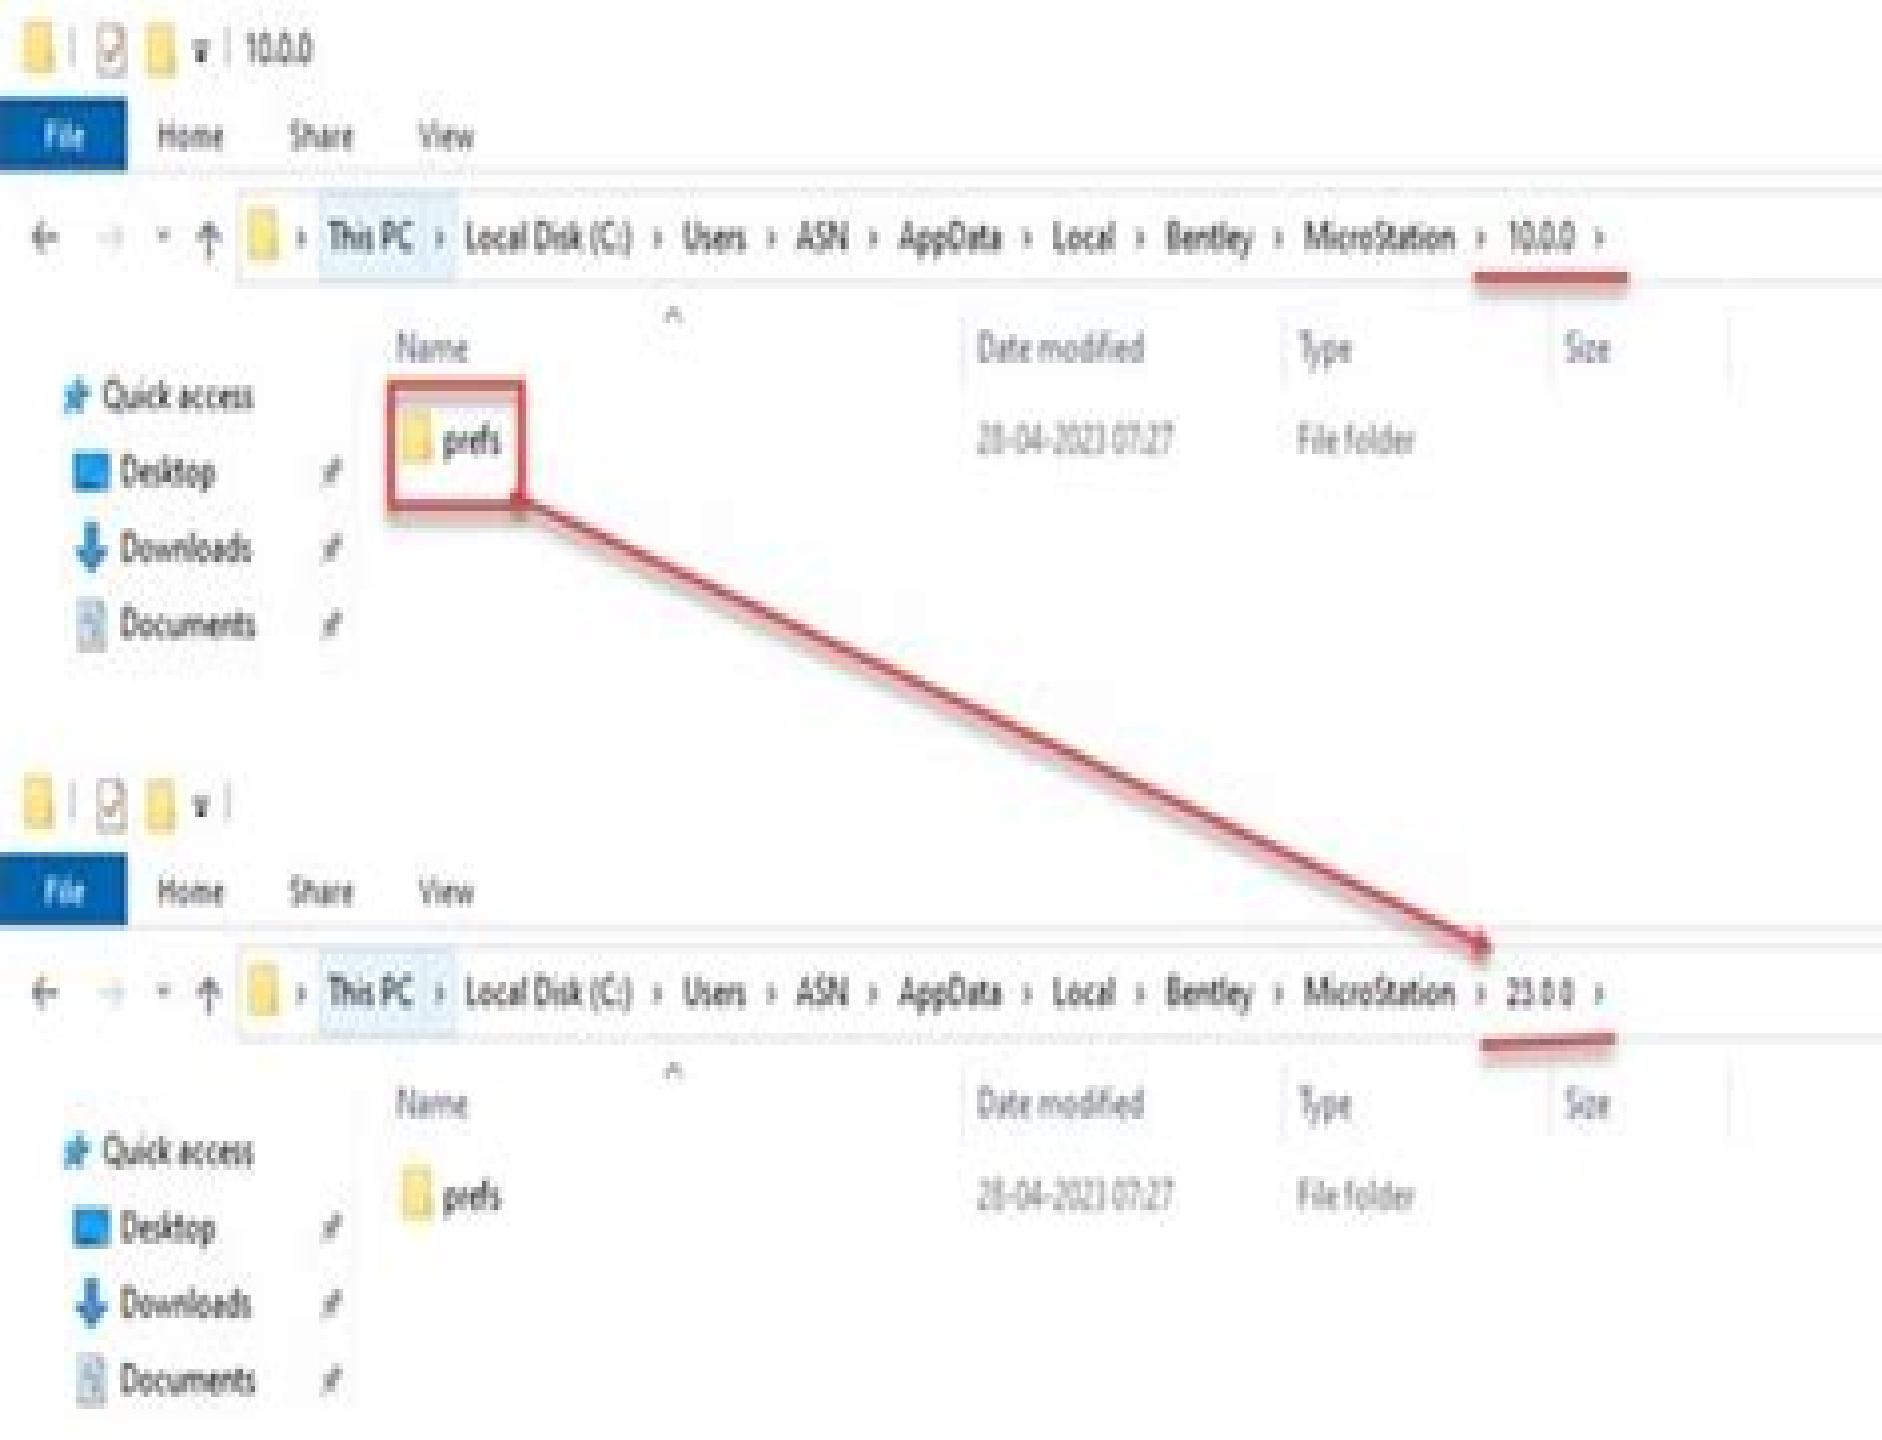 10.0.0
File Home Share View
This PC › Local Disk (C:) › Users › ASN › AppData › Local › Bentley › MicroStation › 10.0.0 ›
Name Date modified Type Size
Quick access
prefs 28-04-2023 07:27 File folder
Desktop
Downloads
Documents
File Home Share View
This PC › Local Disk (C:) › Users › ASN › AppData › Local › Bentley › MicroStation › 23.0.0 ›
Name Date modified Type Size
Quick access
prefs 28-04-2023 07:27 File folder
Desktop
Downloads
Documents